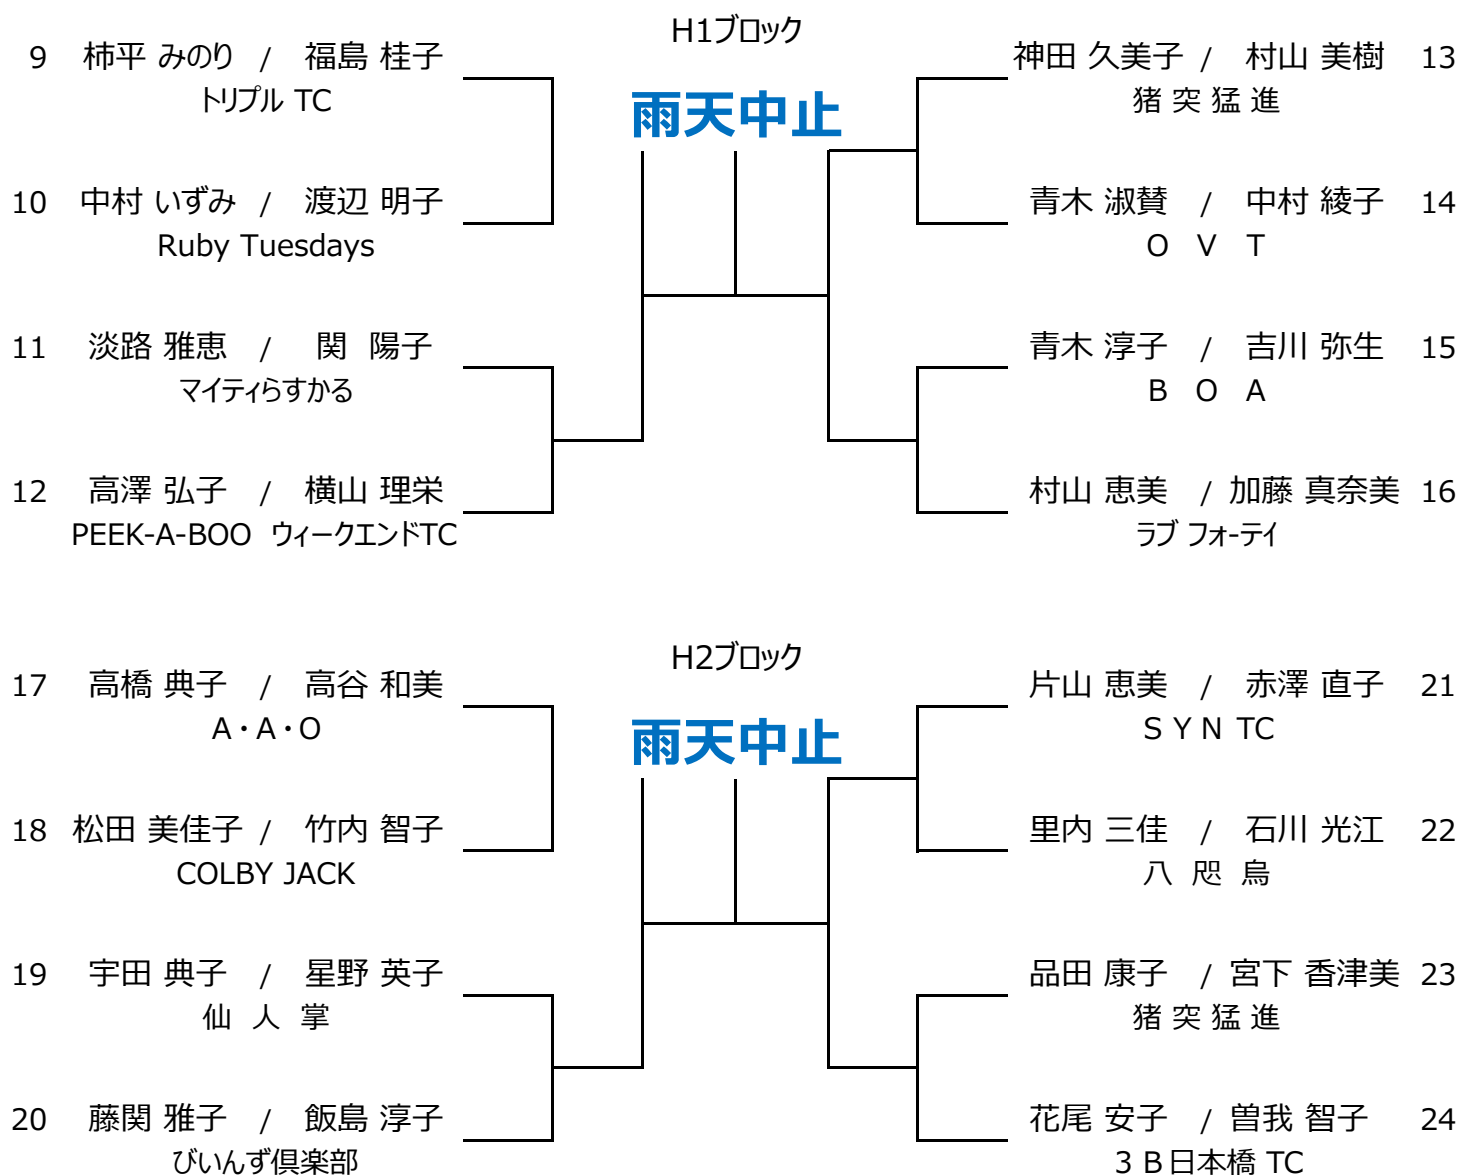 H1ブロック
雨天中止
9 柿平 みのり / 福島 桂子
トリプル TC
10 中村 いずみ / 渡辺 明子
Ruby Tuesdays
11 淡路 雅恵 / 関 陽子
マイティらすかる
12 高澤 弘子 / 横山 理栄
PEEK-A-BOO ウィークエンドTC
神田 久美子 / 村山 美樹 13
猪突猛進
青木 淑賛 / 中村 綾子 14
O V T
青木 淳子 / 吉川 弥生 15
B O A
村山 恵美 / 加藤 真奈美 16
ラブ フォ-テイ
H2ブロック
雨天中止
17 高橋 典子 / 高谷 和美
A・A・O
18 松田 美佳子 / 竹内 智子
COLBY JACK
19 宇田 典子 / 星野 英子
仙 人 掌
20 藤関 雅子 / 飯島 淳子
びいんず倶楽部
片山 恵美 / 赤澤 直子 21
S Y N TC
里内 三佳 / 石川 光江 22
八 咫 烏
品田 康子 / 宮下 香津美 23
猪突猛進
花尾 安子 / 曽我 智子 24
3 B日本橋 TC